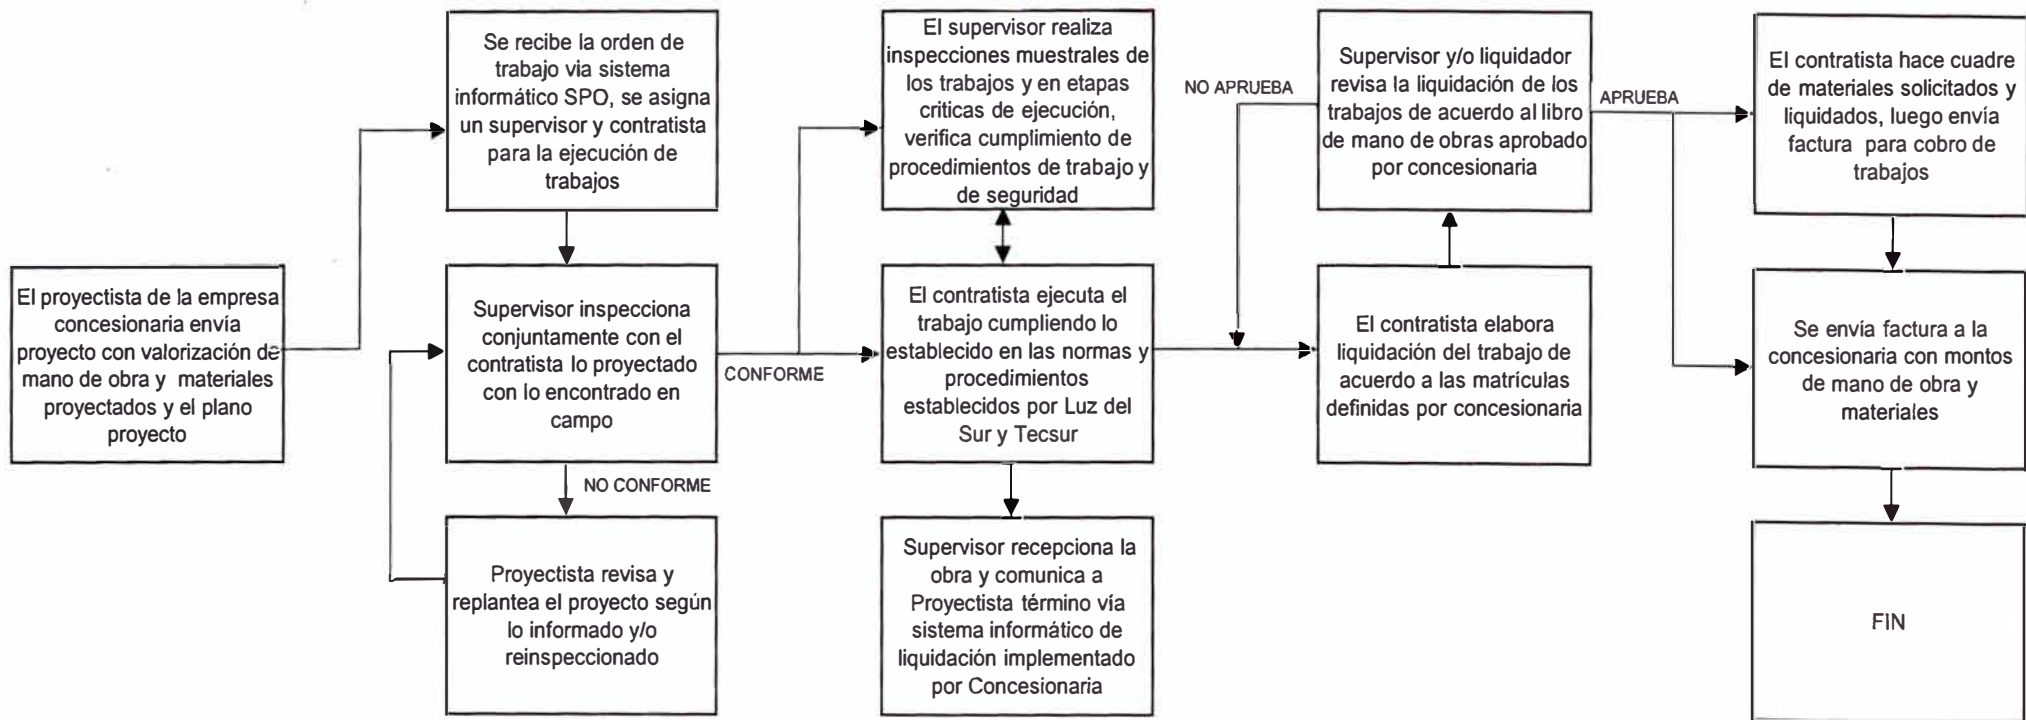 El proyectista de la empresa
concesionaria envía
proyecto con valorización de
mano de obra y materiales
proyectados y el plano
proyecto
Se recibe la orden de
trabajo via sistema
informático SPO, se asigna
un supervisor y contratista
para la ejecución de
trabajos
Supervisor inspecciona
conjuntamente con el
contratista lo proyectado
con lo encontrado en
campo
CONFORME
NO CONFORME
Proyectista revisa y
replantea el proyecto según
lo informado y/o
reinspeccionado
El supervisor realiza
inspecciones muestrales de
los trabajos y en etapas
criticas de ejecución,
verifica cumplimiento de
procedimientos de trabajo y
de seguridad
El contratista ejecuta el
trabajo cumpliendo lo
establecido en las normas y
procedimientos
establecidos por Luz del
Sur y Tecsur
Supervisor recepciona la
obra y comunica a
Proyectista término vía
sistema informático de
liquidación implementado
por Concesionaria
NO APRUEBA
Supervisor y/o liquidador
revisa la liquidación de los
trabajos de acuerdo al libro
de mano de obras aprobado
por concesionaria
APRUEBA
El contratista elabora
liquidación del trabajo de
acuerdo a las matrículas
definidas por concesionaria
El contratista hace cuadre
de materiales solicitados y
liquidados, luego envía
factura para cobro de
trabajos
Se envía factura a la
concesionaria con montos
de mano de obra y
materiales
FIN